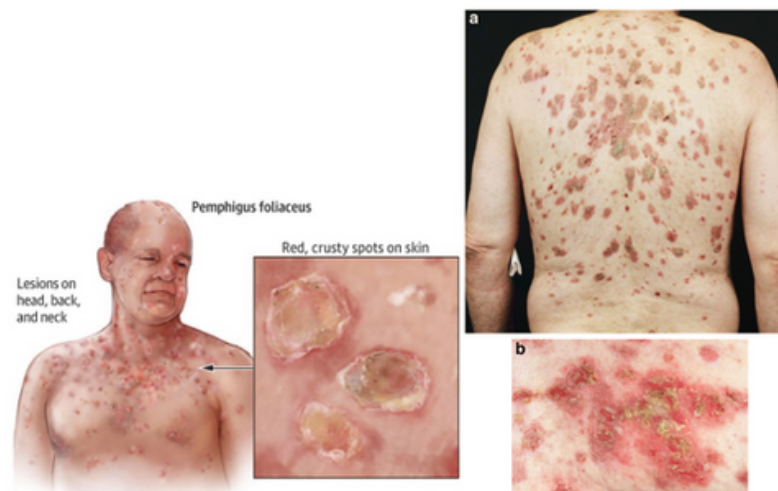 a
Pemphigus foliaceus
Red, crusty spots on skin
Lesions on
head, back,
and neck
b